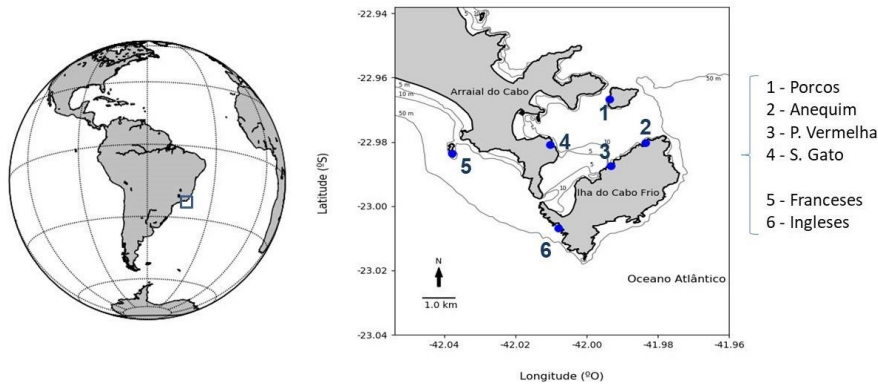 -22.94
-22.96
-22.98
-23.00
-23.02
-23.04
Latitude (ºS)
5
10
50 m
5 m
10 m
50 m
Arraial do Cabo
1
2
3
4
5
6
5
5
10
10
Ilha do Cabo Frio
N
1.0 km
Oceano Atlântico
-42.04
-42.02
-42.00
-41.98
-41.96
Longitude (ºO)
1 - Porcos
2 - Anequim
3 - P. Vermelha
4 - S. Gato
5 - Franceses
6 - Ingleses